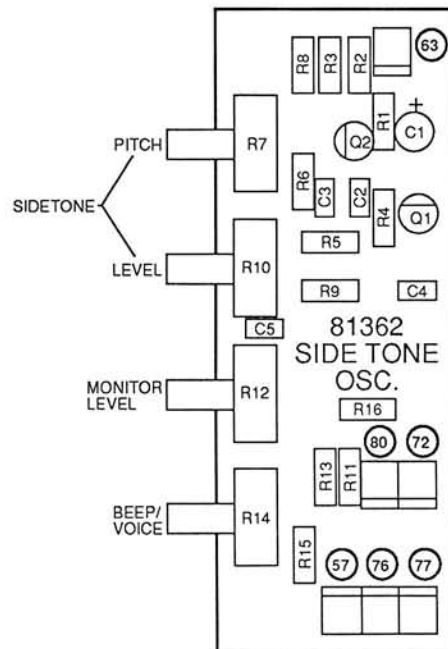 63
R8
R3
R2
R1
+
C1
Q2
PITCH
R7
R6
C3
C2
R4
Q1
SIDETONE
R5
LEVEL
R10
R9
C4
C5
81362
SIDE TONE
OSC.
MONITOR
LEVEL
R12
R16
80
72
R13
R11
BEEP/
VOICE
R14
R15
57
76
77